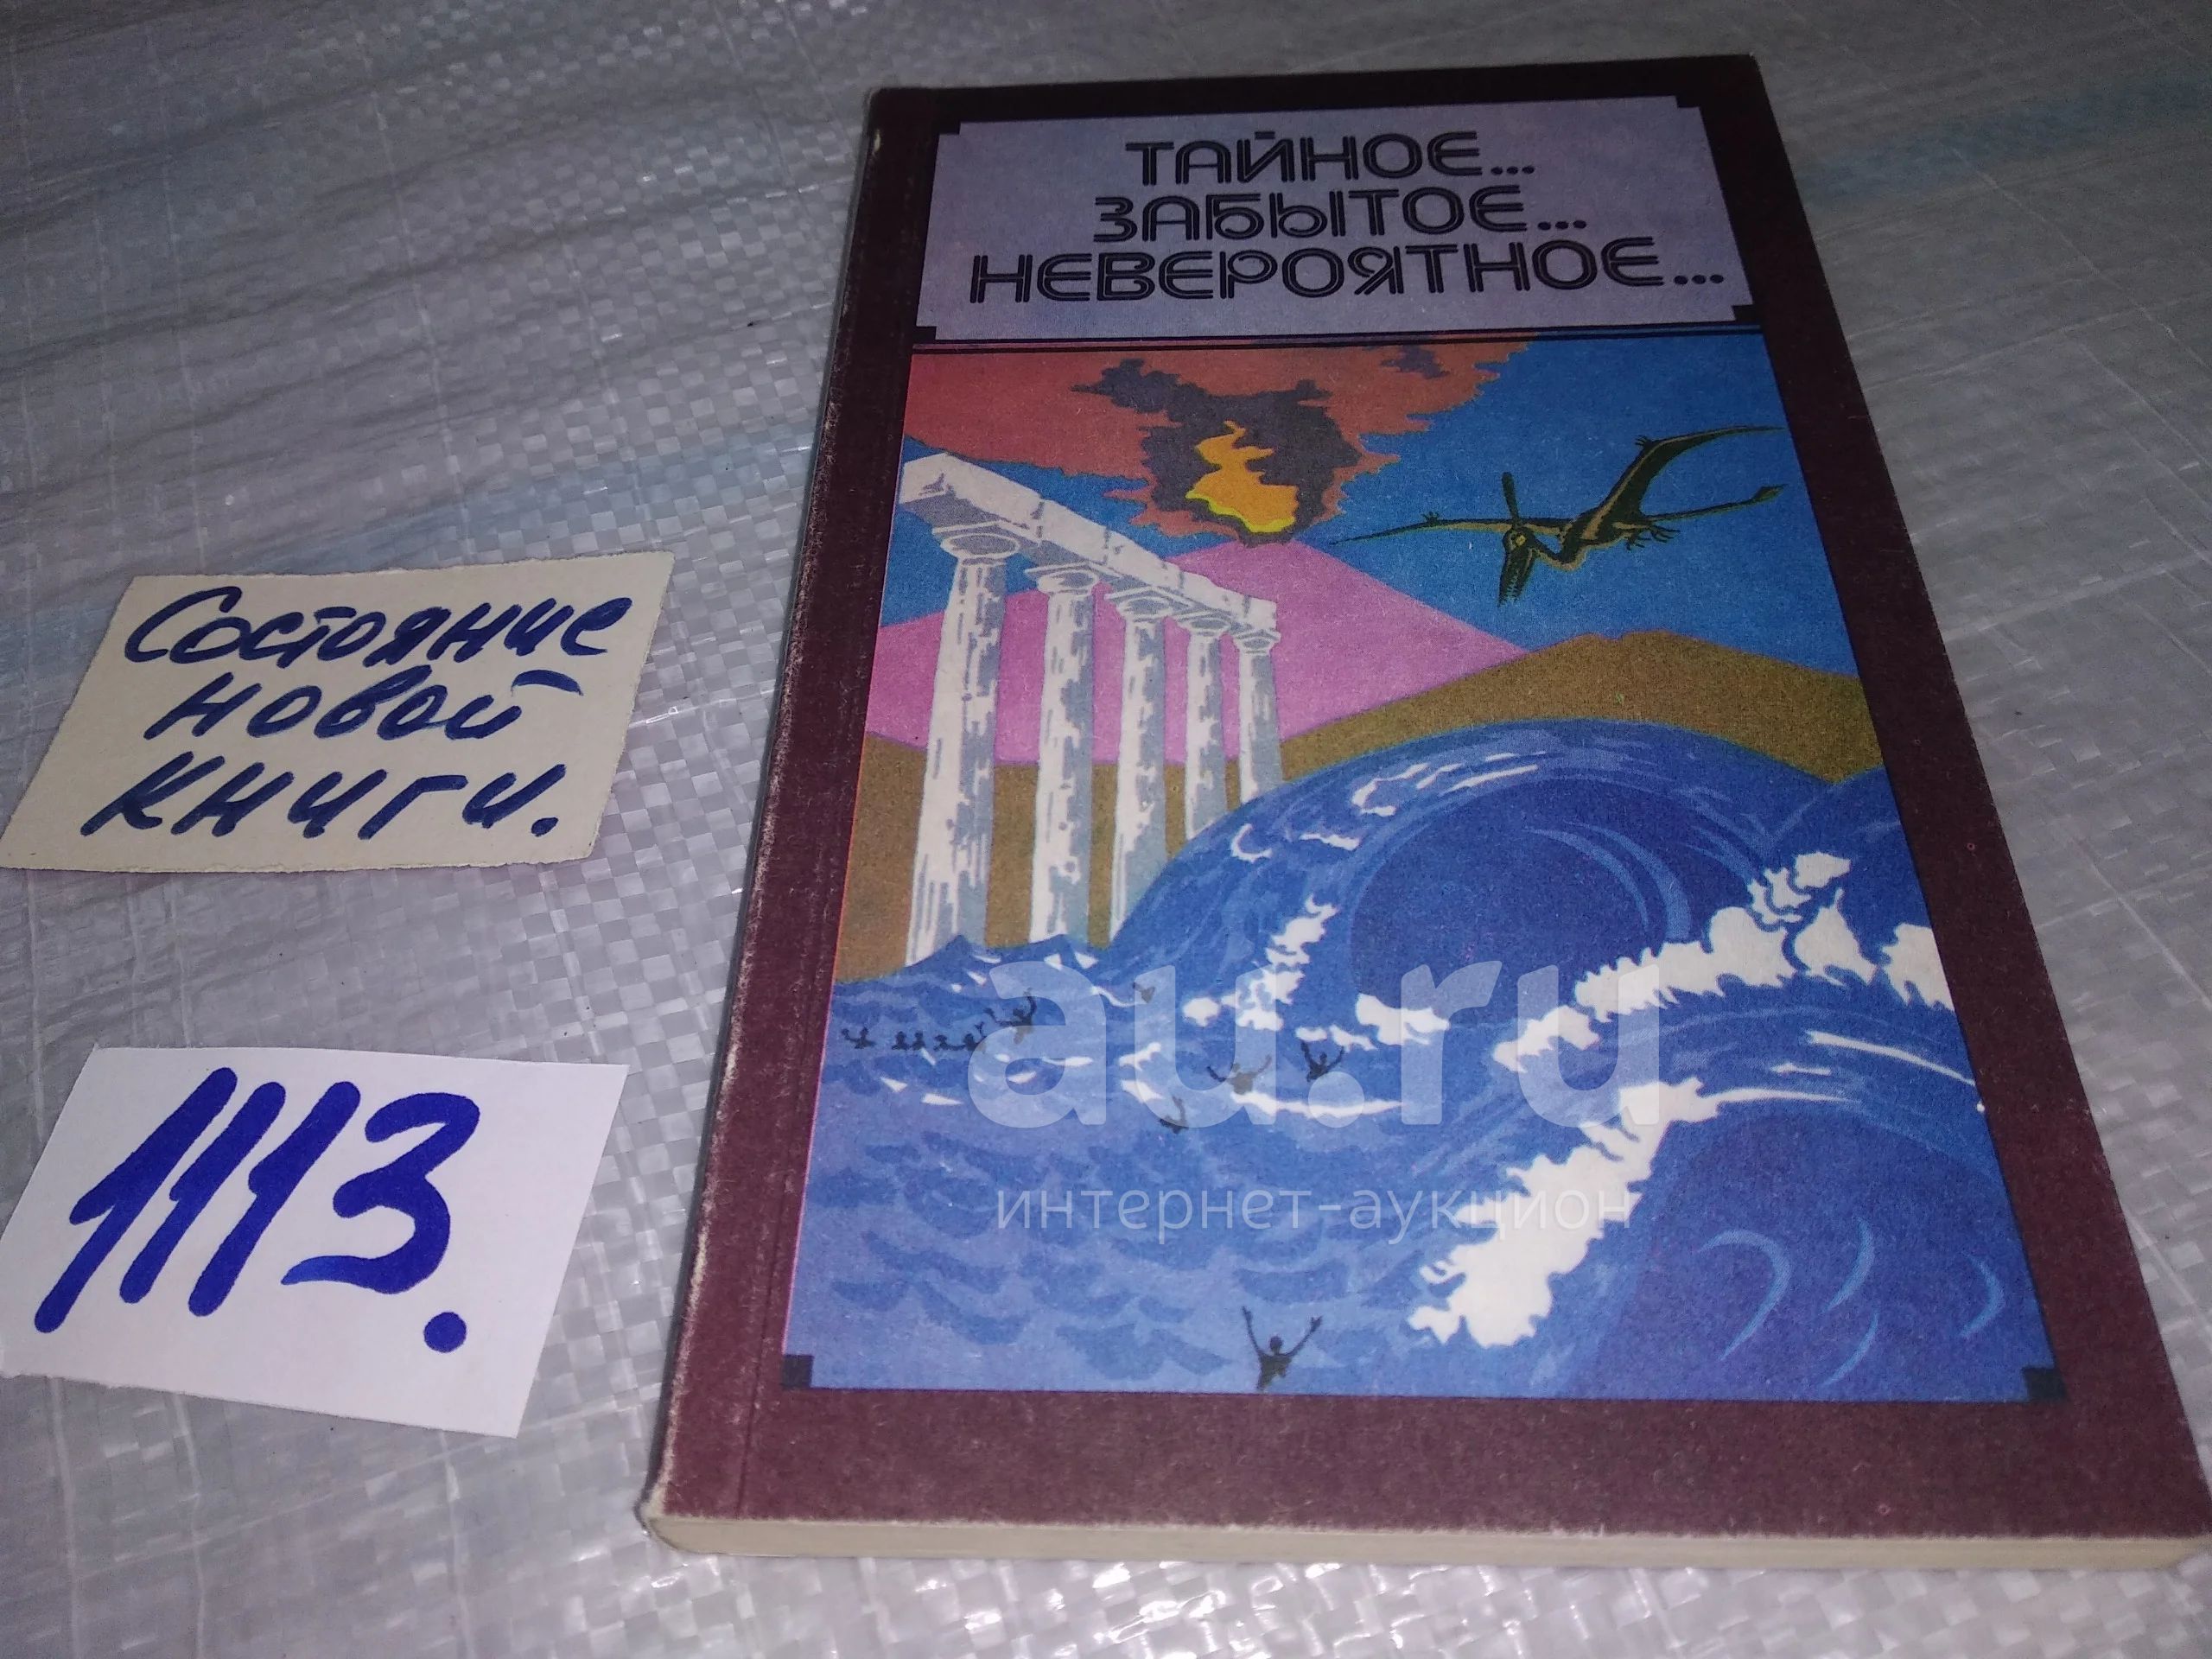 ТАЙНОЕ...
ЗАБЫТОЕ...
НЕВЕРОЯТНОЕ...
Состояние
новой
книги.
1113.
au.ru
интернет-аукцион